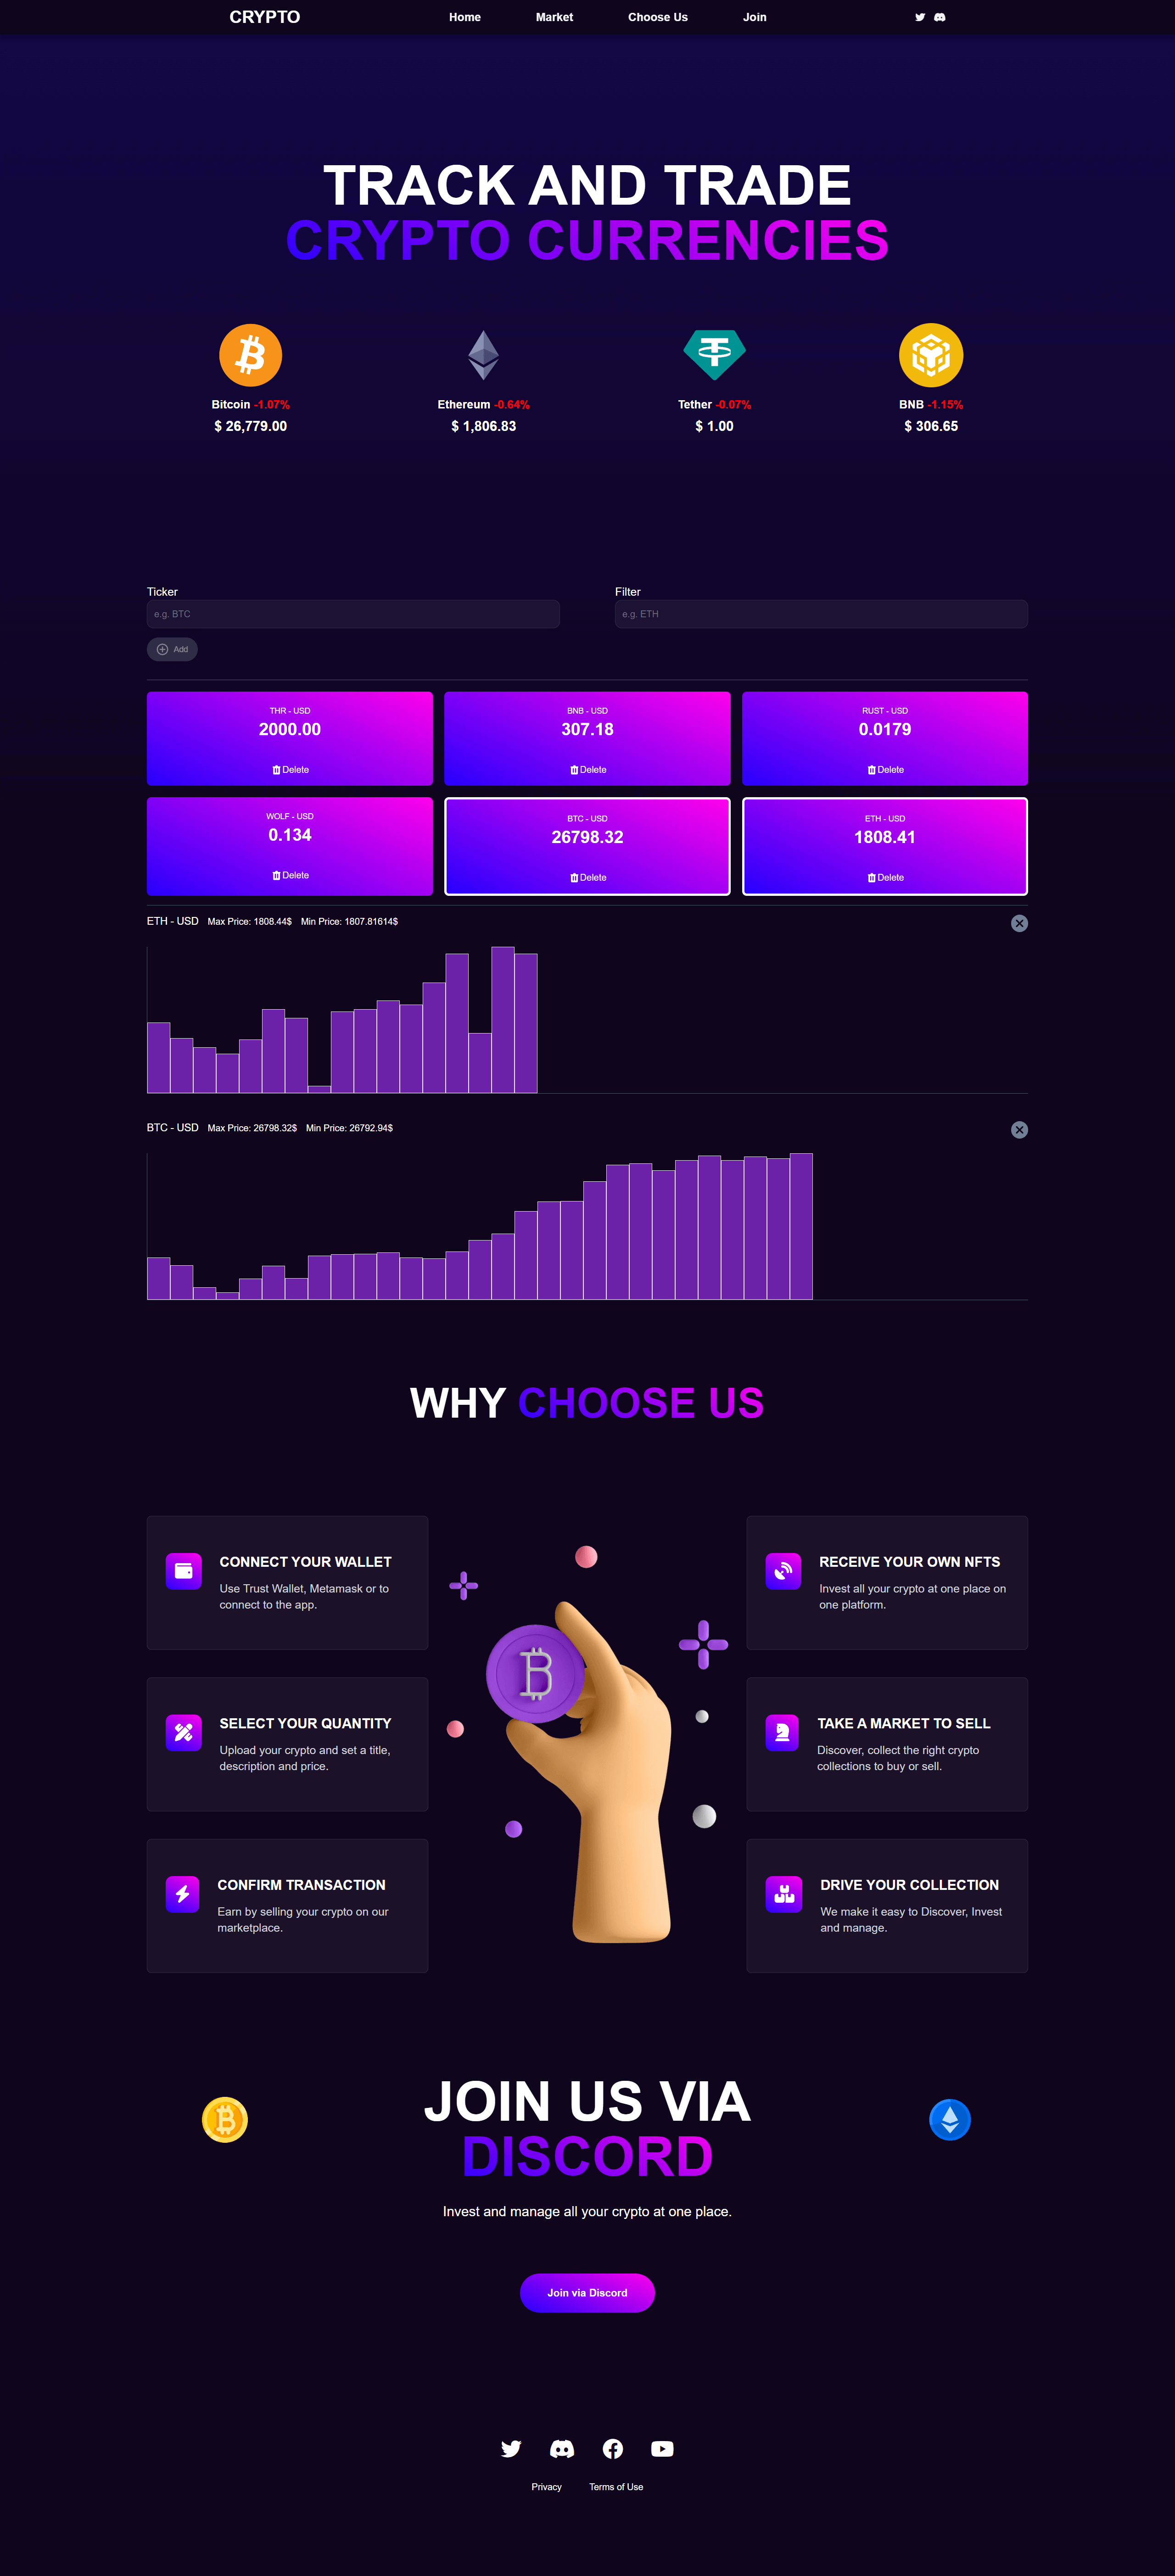 CRYPTO
Home
Market
Choose Us
Join
TRACK AND TRADE
CRYPTO CURRENCIES
Bitcoin -1.07%
$ 26,779.00
Ethereum -0.64%
$ 1,806.83
Tether -0.07%
$ 1.00
BNB -1.15%
$ 306.65
Ticker
e.g. BTC
Filter
e.g. ETH
Add
THR - USD
2000.00
Delete
BNB - USD
307.18
Delete
RUST - USD
0.0179
Delete
WOLF - USD
0.134
Delete
BTC - USD
26798.32
Delete
ETH - USD
1808.41
Delete
ETH - USD Max Price: 1808.44$ Min Price: 1807.81614$
BTC - USD Max Price: 26798.32$ Min Price: 26792.94$
WHY CHOOSE US
CONNECT YOUR WALLET
Use Trust Wallet, Metamask or to
connect to the app.
SELECT YOUR QUANTITY
Upload your crypto and set a title,
description and price.
CONFIRM TRANSACTION
Earn by selling your crypto on our
marketplace.
RECEIVE YOUR OWN NFTS
Invest all your crypto at one place on
one platform.
TAKE A MARKET TO SELL
Discover, collect the right crypto
collections to buy or sell.
DRIVE YOUR COLLECTION
We make it easy to Discover, Invest
and manage.
JOIN US VIA
DISCORD
Invest and manage all your crypto at one place.
Join via Discord
Privacy
Terms of Use